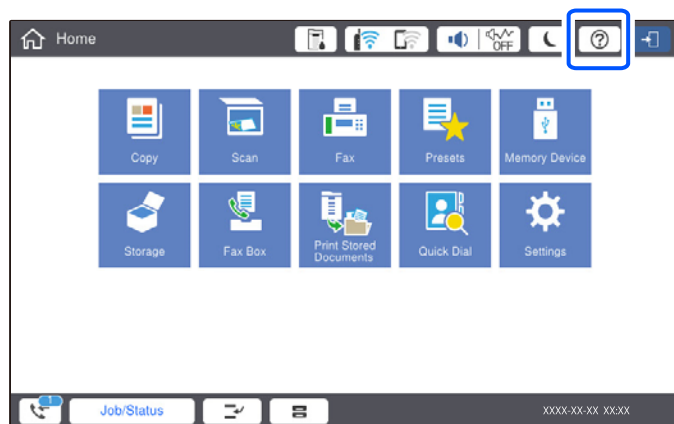 Home
OFF
?
Copy
Scan
Fax
Presets
Memory Device
Storage
Fax Box
Print Stored
Documents
Quick Dial
Settings
1
Job/Status
XXXX-XX-XX XX:XX